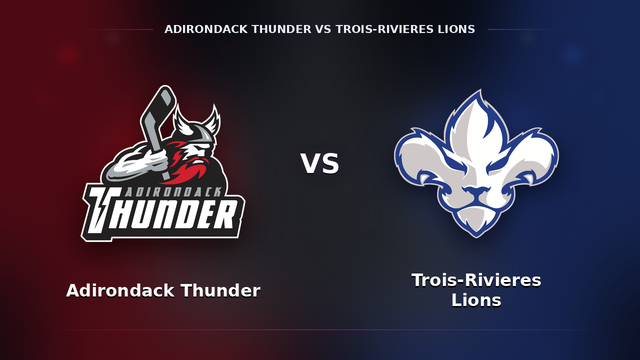 ADIRONDACK THUNDER VS TROIS-RIVIERES LIONS
ADIRONDACK
THUNDER
VS
Adirondack Thunder
Trois-Rivieres
Lions